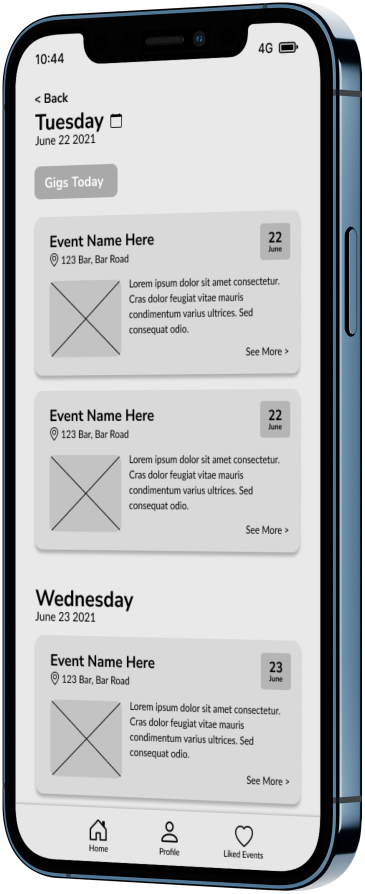 10:44
4G
< Back
Tuesday
June 22 2021
Gigs Today
Event Name Here
22
June
123 Bar, Bar Road
Lorem ipsum dolor sit amet consectetur.
Cras dolor feugiat vitae mauris
condimentum varius ultrices. Sed
consequat odio.
See More >
Event Name Here
22
June
123 Bar, Bar Road
Lorem ipsum dolor sit amet consectetur.
Cras dolor feugiat vitae mauris
condimentum varius ultrices. Sed
consequat odio.
See More >
Wednesday
June 23 2021
Event Name Here
23
June
123 Bar, Bar Road
Lorem ipsum dolor sit amet consectetur.
Cras dolor feugiat vitae mauris
condimentum varius ultrices. Sed
consequat odio.
See More >
Home
Profile
Liked Events